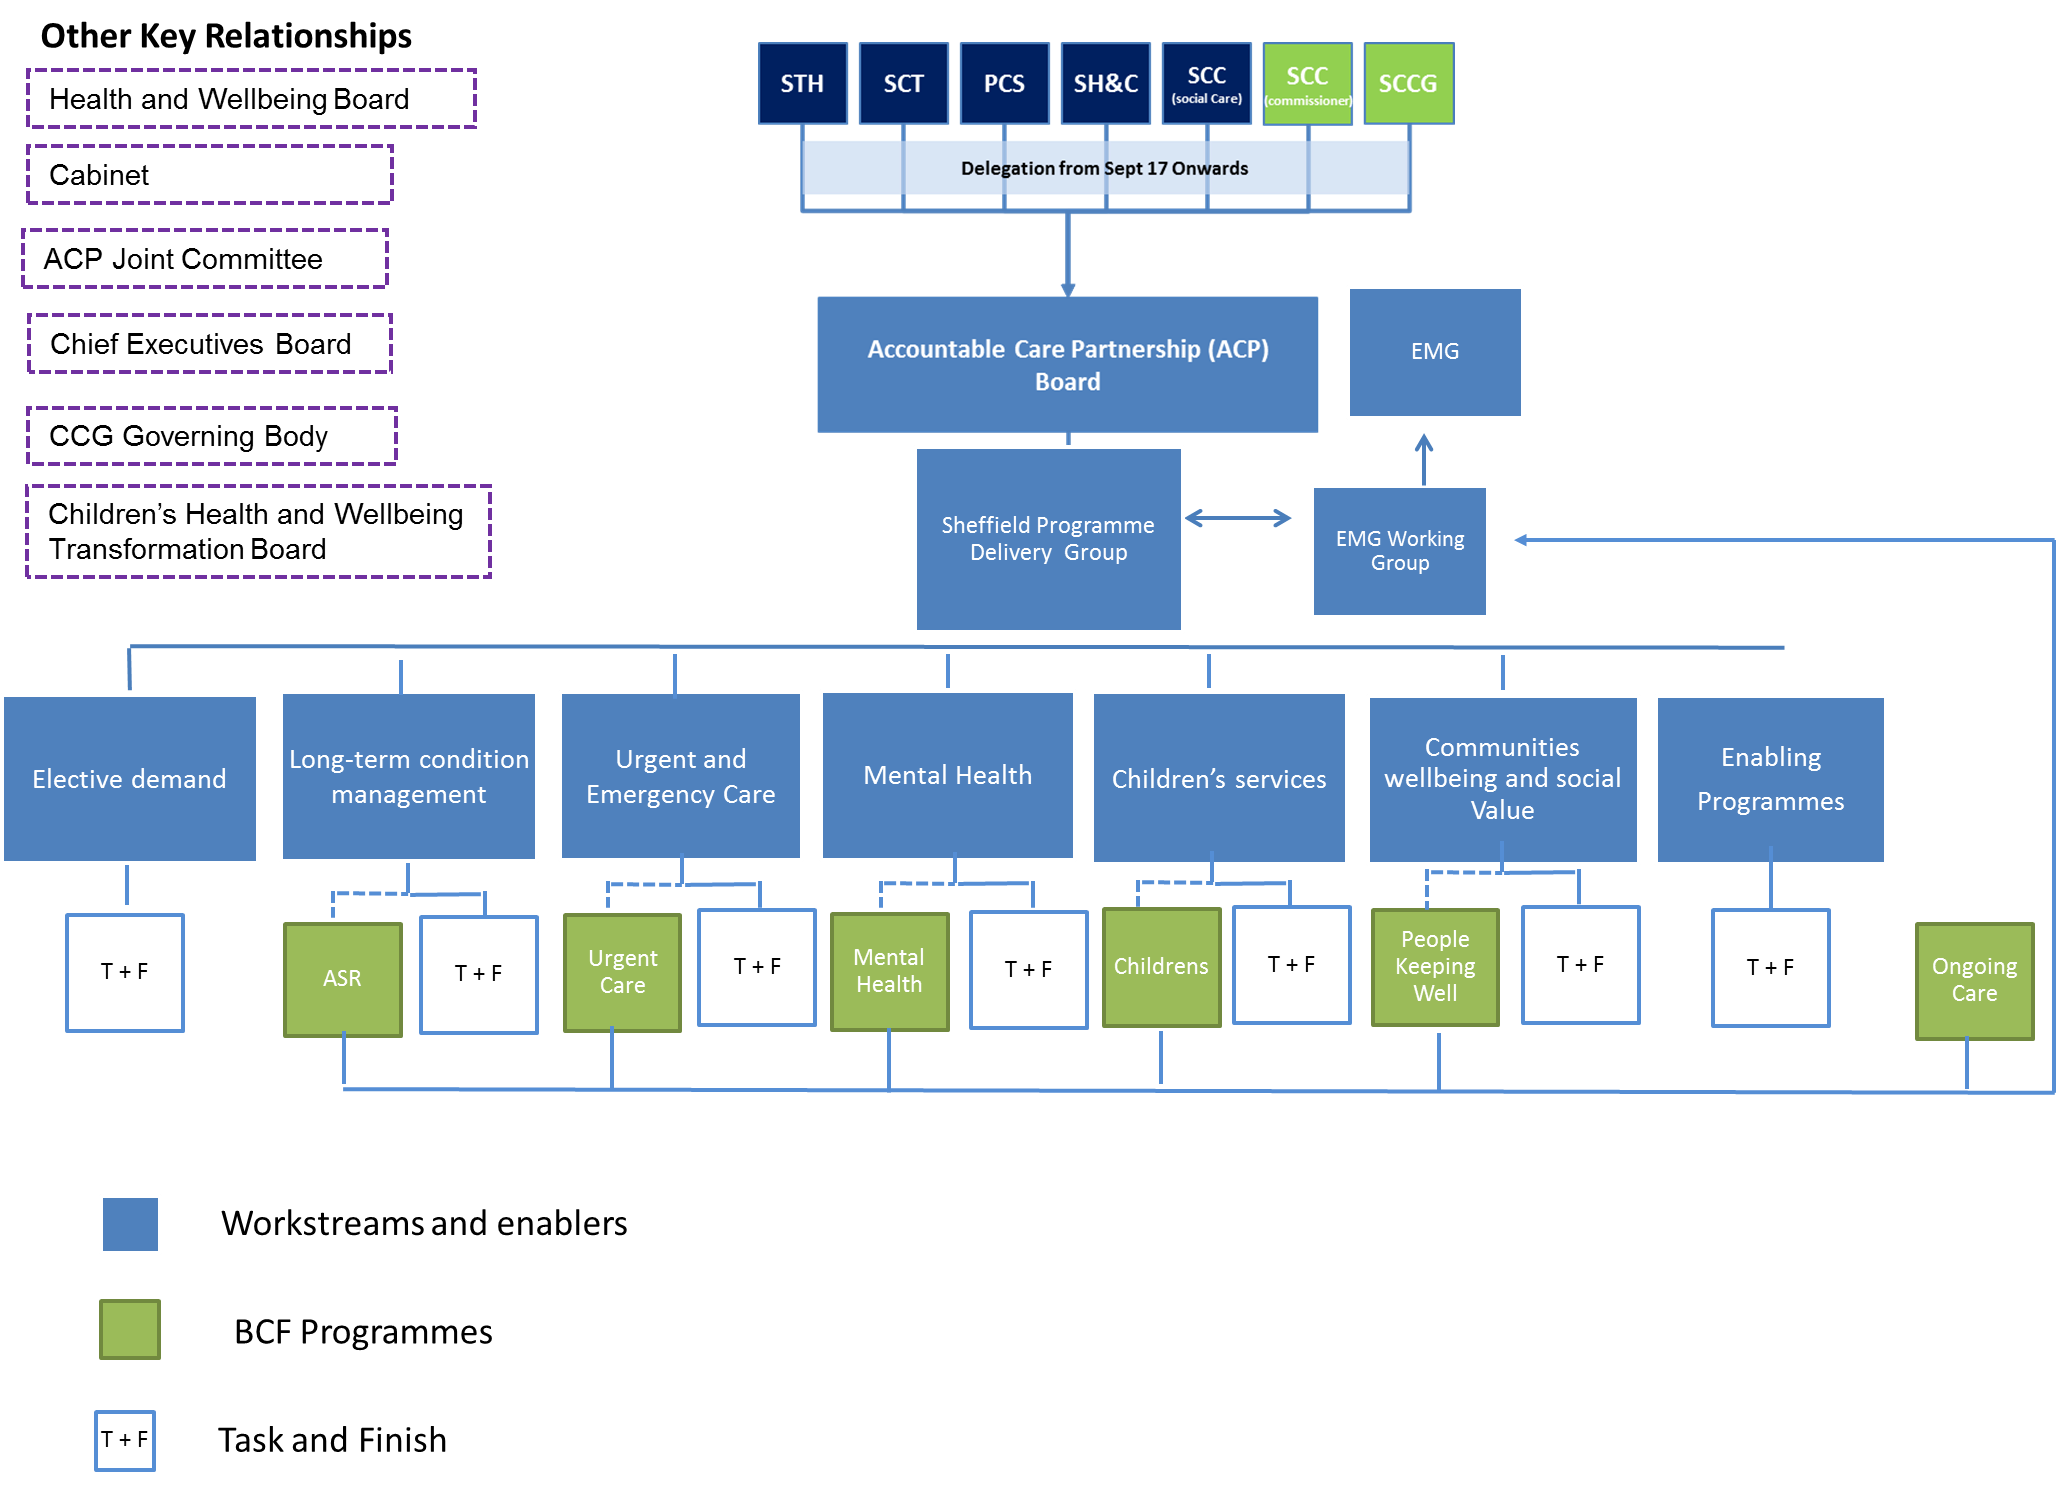 Other Key Relationships
Health and Wellbeing Board
Cabinet
ACP Joint Committee
Chief Executives Board
CCG Governing Body
Children’s Health and Wellbeing
Transformation Board
STH
SCT
PCS
SH&C
SCC
(social Care)
SCC
(commissioner)
SCCG
Delegation from Sept 17 Onwards
Accountable Care Partnership (ACP)
Board
EMG
Sheffield Programme
Delivery Group
EMG Working
Group
Elective demand
Long-term condition
management
Urgent and
Emergency Care
Mental Health
Children’s services
Communities
wellbeing and social
Value
Enabling
Programmes
T + F
ASR
T + F
Urgent
Care
T + F
Mental
Health
T + F
Childrens
T + F
People
Keeping
Well
T + F
T + F
Ongoing
Care
Workstreams and enablers
BCF Programmes
T + F
Task and Finish